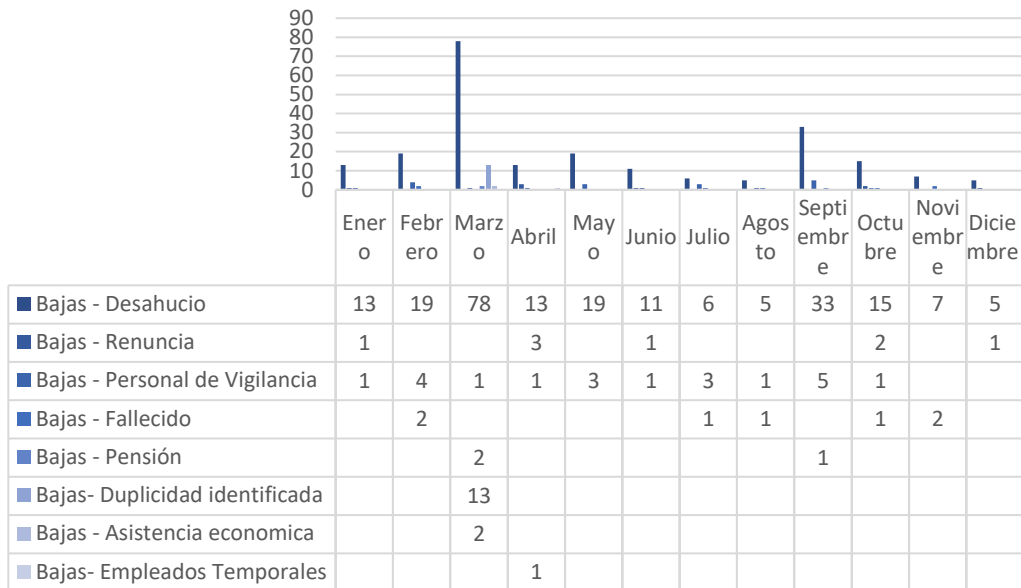 90
80
70
60
50
40
30
20
10
0
Ener
o
Febr
ero
Marz
o
Abril
May
o
Junio
Julio
Agos
to
Septi
embr
e
Octu
bre
Novi
embr
e
Dicie
mbre
Bajas - Desahucio 13 19 78 13 19 11 6 5 33 15 7 5
Bajas - Renuncia 1 3 1 2 1
Bajas - Personal de Vigilancia 1 4 1 1 3 1 3 1 5 1
Bajas - Fallecido 2 1 1 1 2
Bajas - Pensión 2 1
Bajas- Duplicidad identificada 13
Bajas - Asistencia economica 2
Bajas- Empleados Temporales 1